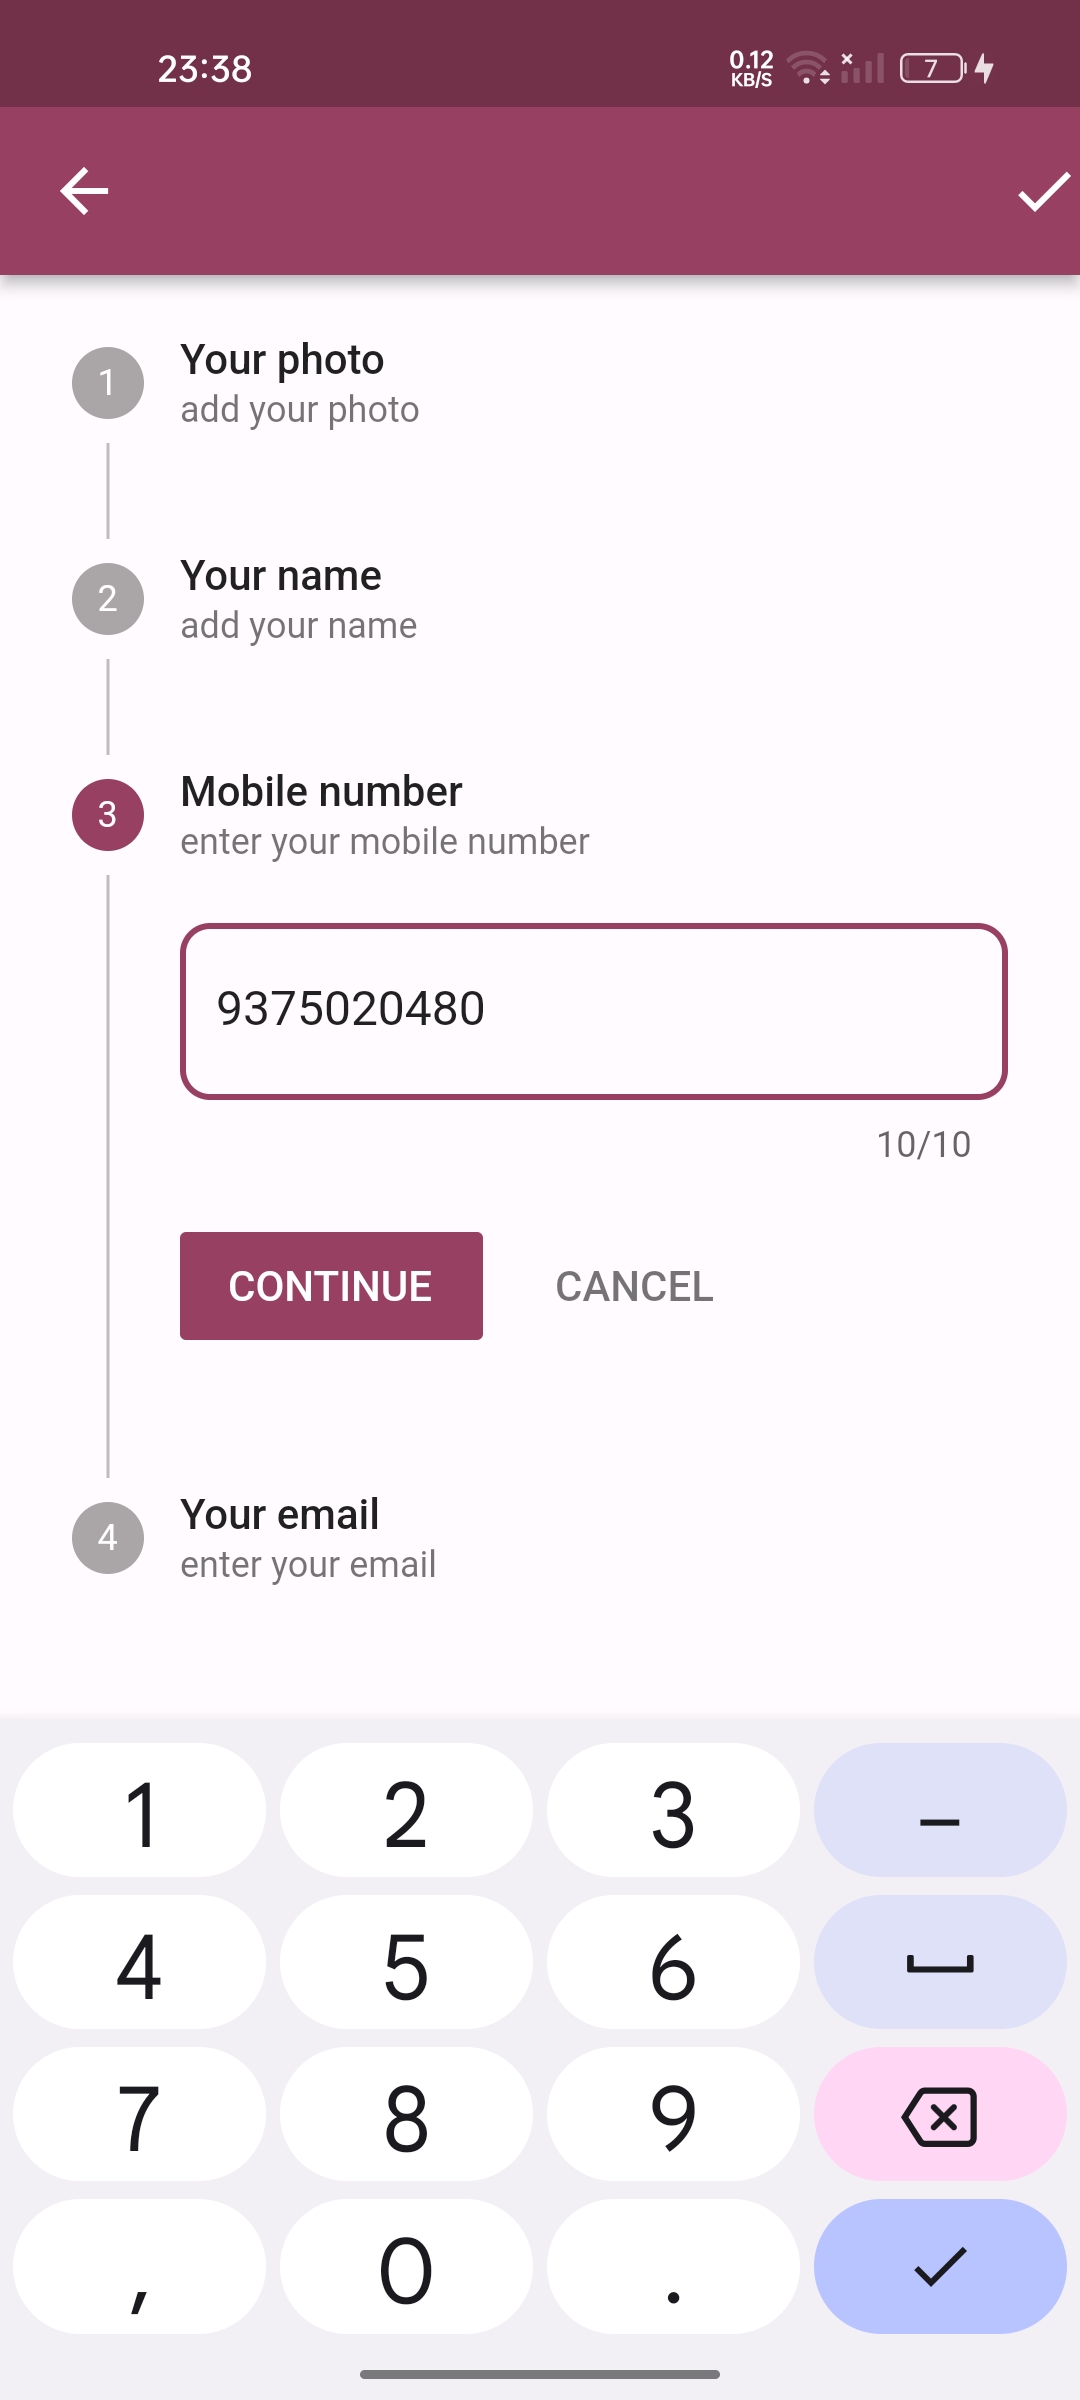 23:38
0.12
KB/S
7
1
Your photo
add your photo
2
Your name
add your name
3
Mobile number
enter your mobile number
9375020480
10/10
CONTINUE
CANCEL
4
Your email
enter your email
1
2
3
–
4
5
6
7
8
9
,
0
.